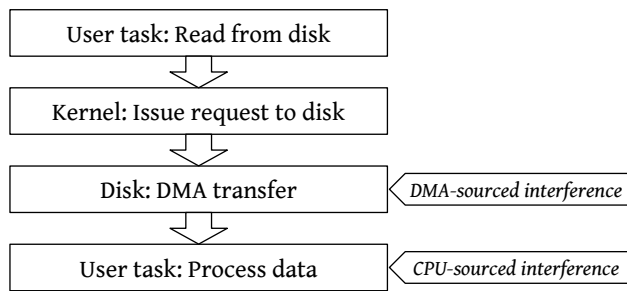 User task: Read from disk
Kernel: Issue request to disk
Disk: DMA transfer
DMA-sourced interference
User task: Process data
CPU-sourced interference